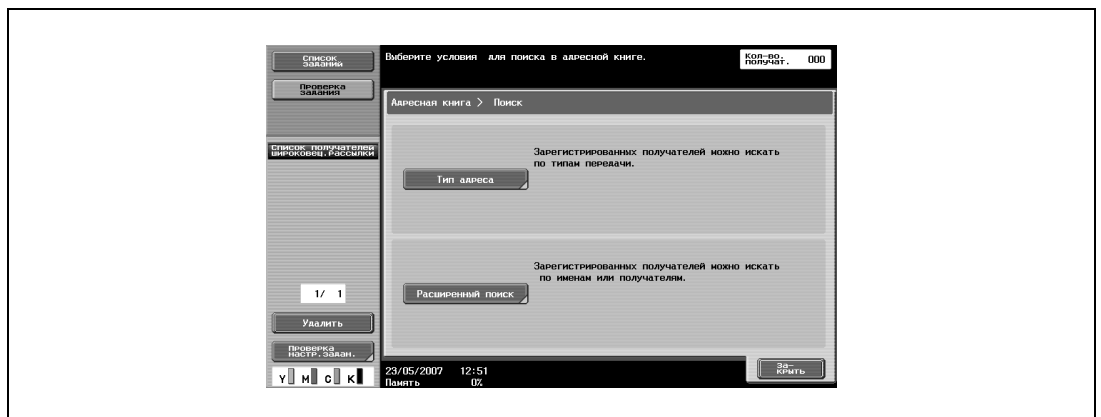 Список
заданий
Выберите условия для поиска в адресной книге.
Кол-во.
получат. 000
Проверка
задания
Адресная книга > Поиск
Список получателей
широковещ.рассылки
Зарегистрированных получателей можно искать
по типам передачи.
Тип адреса
Зарегистрированных получателей можно искать
по именам или получателям.
Расширенный поиск
1/ 1
Удалить
Проверка
настр.задан.
Y M C K
23/05/2007 12:51
Память 0%
За-
крыть